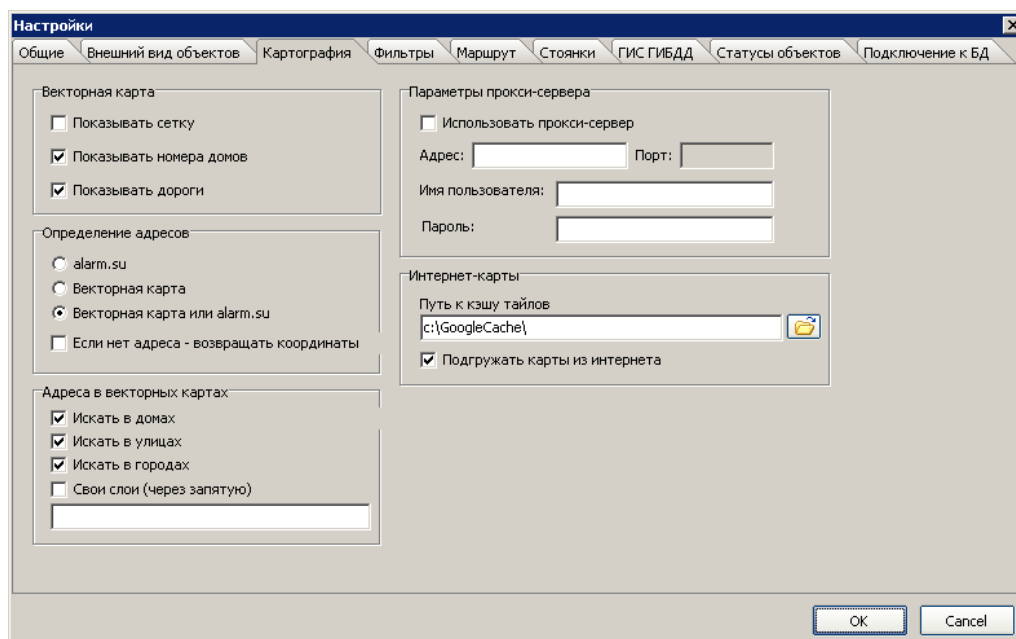 Настройки
Общие Внешний вид объектов Картография Фильтры Маршрут Стоянки ГИС ГИБДД Статусы объектов Подключение к БД
Векторная карта
Показывать сетку
Показывать номера домов
Показывать дороги
Определение адресов
alarm.su
Векторная карта
Векторная карта или alarm.su
Если нет адреса - возвращать координаты
Адреса в векторных картах
Искать в домах
Искать в улицах
Искать в городах
Свои слои (через запятую)
Параметры прокси-сервера
Использовать прокси-сервер
Адрес: Порт:
Имя пользователя:
Пароль:
Интернет-карты
Путь к кэшу тайлов
c:\GoogleCache\
Подгружать карты из интернета
OK Cancel